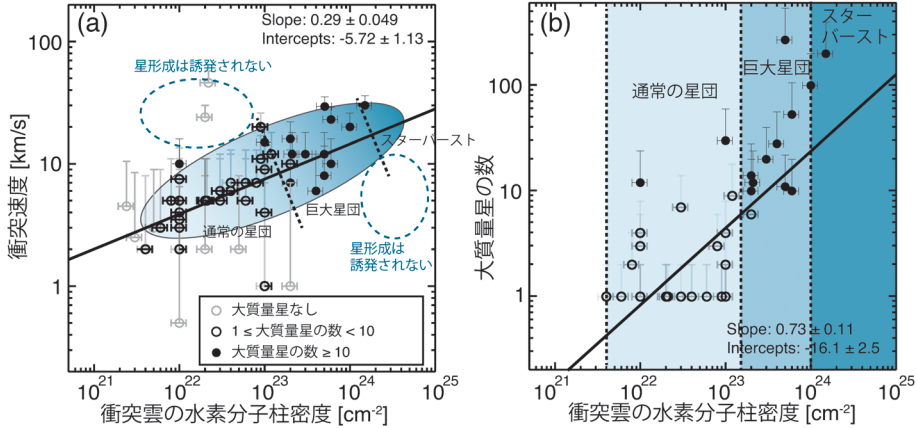 (a)
Slope: 0.29 ± 0.049
Intercepts: -5.72 ± 1.13
星形成は誘発されない
スターバースト
巨大星団
通常の星団
星形成は
誘発されない
大質量星なし
1 ≤ 大質量星の数 < 10
大質量星の数 ≥ 10
100
10
1
衝突速度 [km/s]
10²¹ 10²² 10²³ 10²⁴ 10²⁵
衝突雲の水素分子柱密度 [cm⁻²]
(b)
スター
バースト
巨大星団
通常の星団
Slope: 0.73 ± 0.11
Intercepts: -16.1 ± 2.5
100
10
1
大質量星の数
10²² 10²³ 10²⁴ 10²⁵
衝突雲の水素分子柱密度 [cm⁻²]